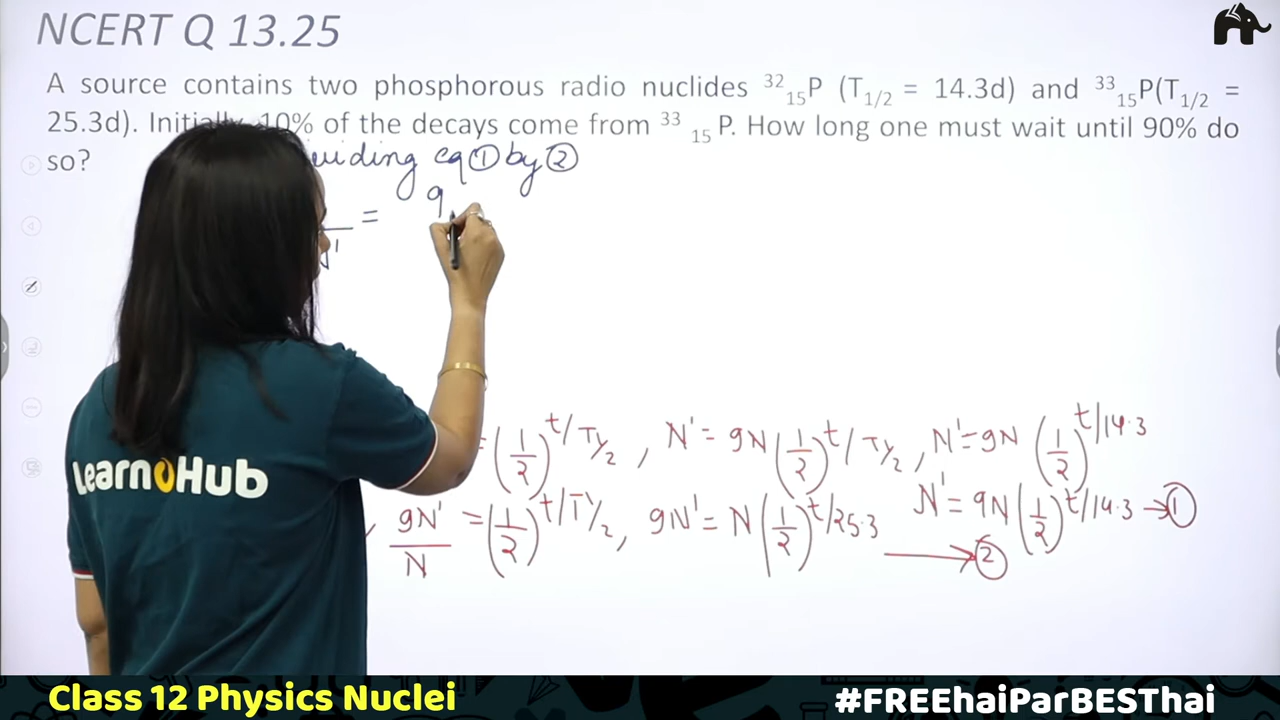 NCERT Q 13.25
A source contains two phosphorous radio nuclides ³²₁₅P (T₁/₂ = 14.3d) and ³³₁₅P(T₁/₂ =
25.3d). Initially, 10% of the decays come from ³³ ₁₅ P. How long one must wait until 90% do
so?
eq ① by ②
= 9
= (1/2)^t/T½ , N' = 9N (1/2)^t/T½ , N' = 9N (1/2)^t/14.3
N' = 9N (1/2)^t/14.3 → ①
, 9N'/N = (1/2)^t/T½ , 9N' = N (1/2)^t/25.3 → ②
LearnoHub
Class 12 Physics Nuclei
#FREEhaiParBESThai